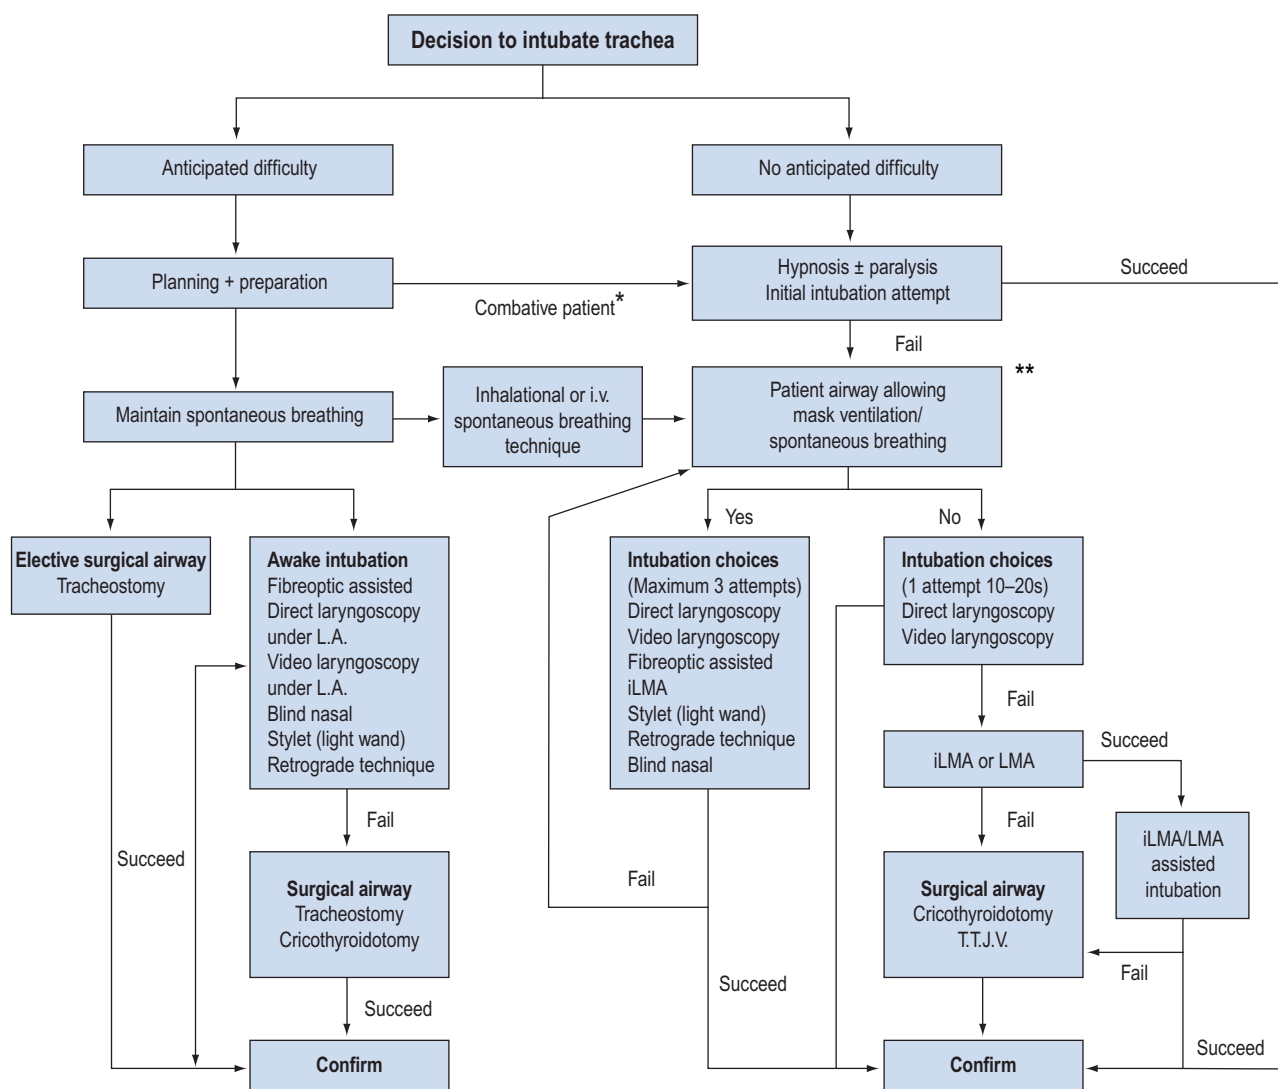 Decision to intubate trachea
Anticipated difficulty
No anticipated difficulty
Planning + preparation
Combative patient*
Hypnosis ± paralysis
Initial intubation attempt
Succeed
Fail
**
Maintain spontaneous breathing
Inhalational or i.v.
spontaneous breathing
technique
Patient airway allowing
mask ventilation/
spontaneous breathing
Yes
No
Elective surgical airway
Tracheostomy
Awake intubation
Fibreoptic assisted
Direct laryngoscopy
under L.A.
Video laryngoscopy
under L.A.
Blind nasal
Stylet (light wand)
Retrograde technique
Intubation choices
(Maximum 3 attempts)
Direct laryngoscopy
Video laryngoscopy
Fibreoptic assisted
iLMA
Stylet (light wand)
Retrograde technique
Blind nasal
Intubation choices
(1 attempt 10–20s)
Direct laryngoscopy
Video laryngoscopy
Fail
iLMA or LMA
Succeed
Fail
iLMA/LMA
assisted
intubation
Fail
Succeed
Surgical airway
Tracheostomy
Cricothyroidotomy
Fail
Surgical airway
Cricothyroidotomy
T.T.J.V.
Fail
Succeed
Succeed
Confirm
Confirm
Succeed